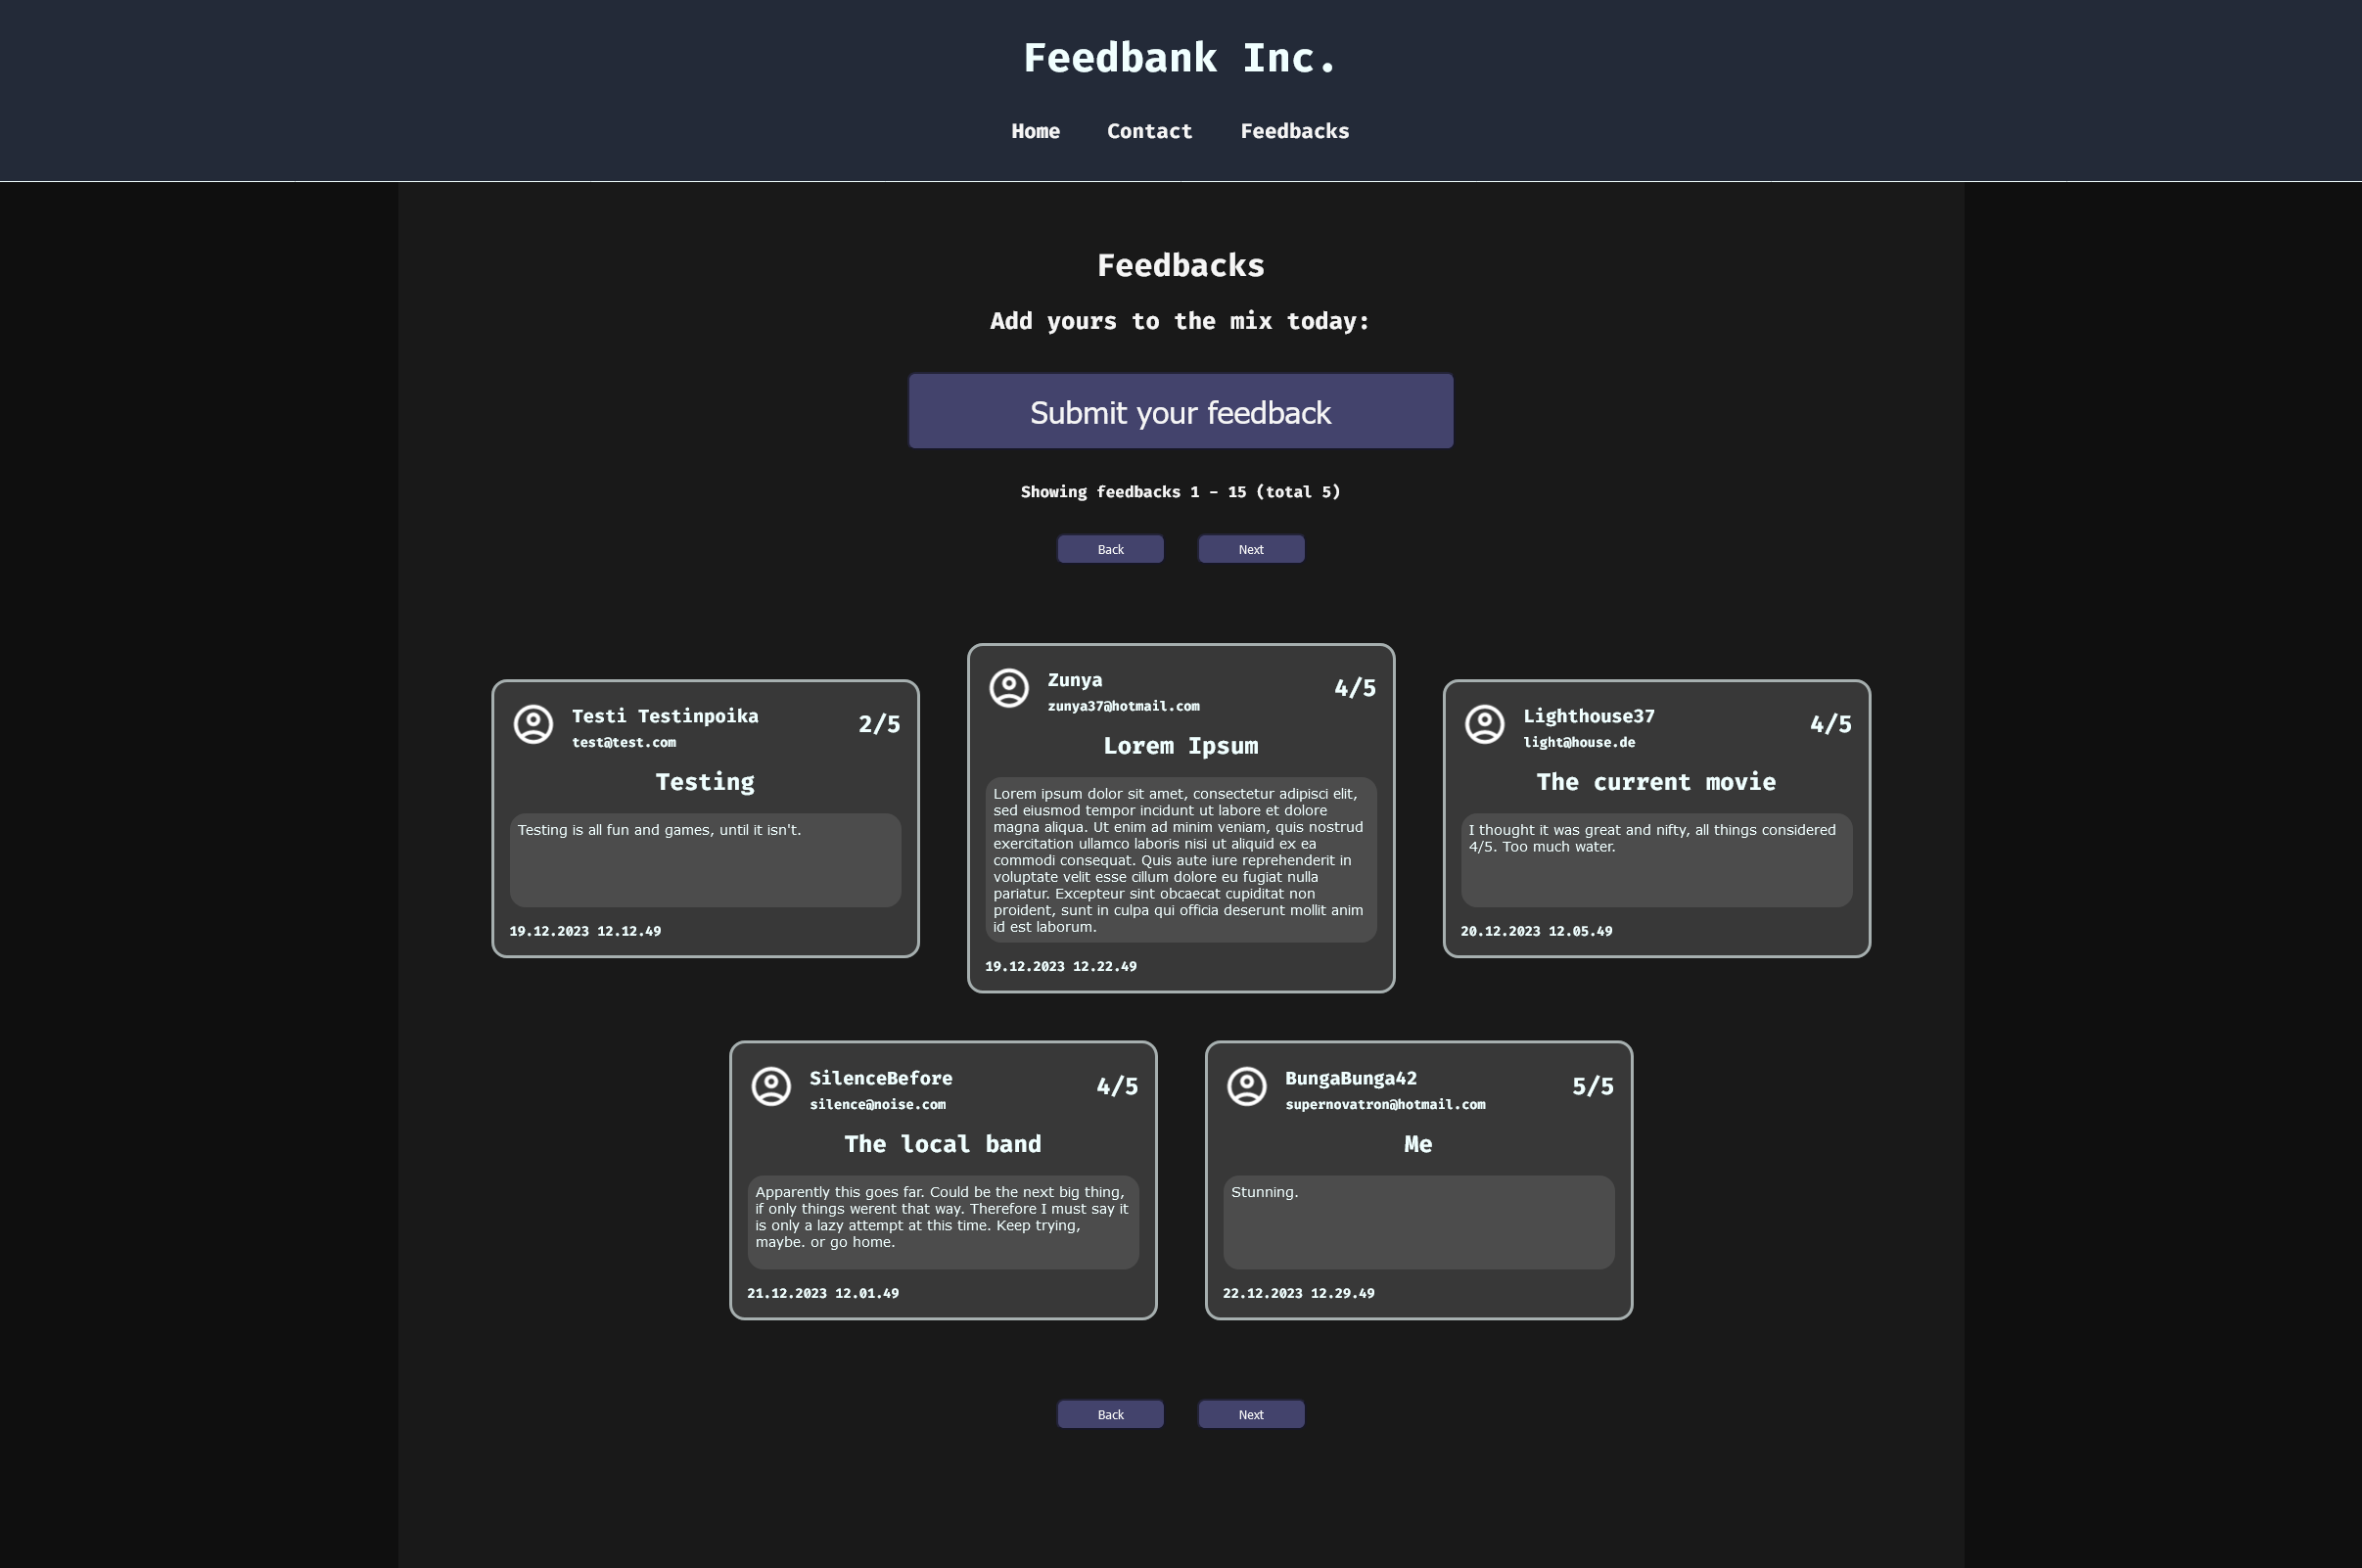 Feedbank Inc.
Home Contact Feedbacks
Feedbacks
Add yours to the mix today:
Submit your feedback
Showing feedbacks 1 - 15 (total 5)
Back Next
Testi Testinpoika
test@test.com
2/5
Testing
Testing is all fun and games, until it isn't.
19.12.2023 12.12.49
Zunya
zunya37@hotmail.com
4/5
Lorem Ipsum
Lorem ipsum dolor sit amet, consectetur adipisci elit,
sed eiusmod tempor incidunt ut labore et dolore
magna aliqua. Ut enim ad minim veniam, quis nostrud
exercitation ullamco laboris nisi ut aliquid ex ea
commodi consequat. Quis aute iure reprehenderit in
voluptate velit esse cillum dolore eu fugiat nulla
pariatur. Excepteur sint obcaecat cupiditat non
proident, sunt in culpa qui officia deserunt mollit anim
id est laborum.
19.12.2023 12.22.49
Lighthouse37
light@house.de
4/5
The current movie
I thought it was great and nifty, all things considered
4/5. Too much water.
20.12.2023 12.05.49
SilenceBefore
silence@noise.com
4/5
The local band
Apparently this goes far. Could be the next big thing,
if only things werent that way. Therefore I must say it
is only a lazy attempt at this time. Keep trying,
maybe. or go home.
21.12.2023 12.01.49
BungaBunga42
supernovatron@hotmail.com
5/5
Me
Stunning.
22.12.2023 12.29.49
Back Next